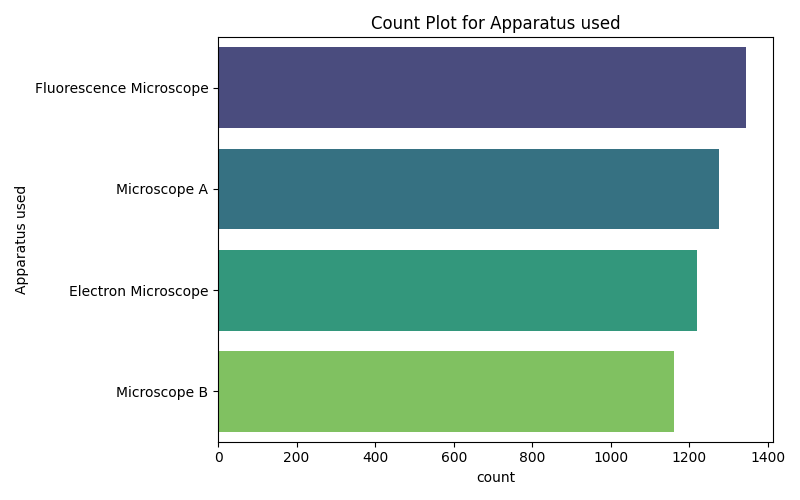 Count Plot for Apparatus used
Fluorescence Microscope
Microscope A
Electron Microscope
Microscope B
Apparatus used
0 200 400 600 800 1000 1200 1400
count